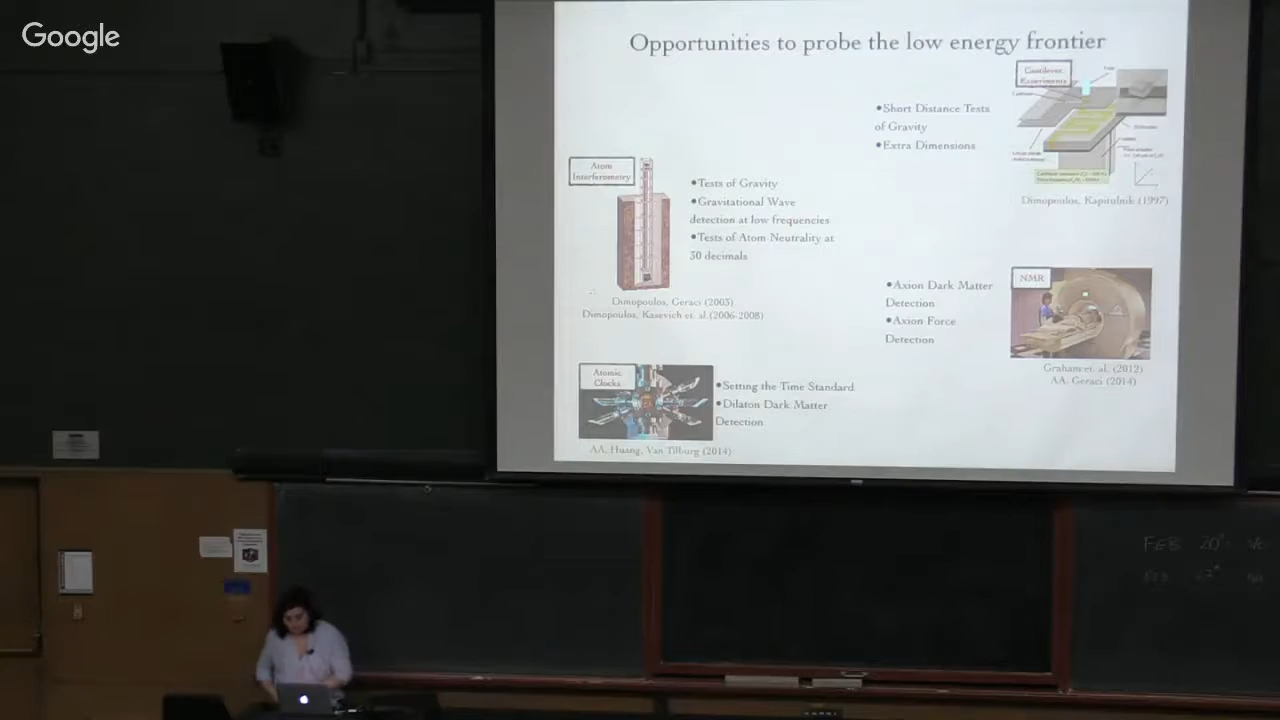 Google
Opportunities to probe the low energy frontier
Cantilever
Experiments
•Short Distance Tests
of Gravity
•Extra Dimensions
Dimopoulos, Kapitulnik (1997)
Atom
Interferometry
•Tests of Gravity
•Gravitational Wave
detection at low frequencies
•Tests of Atom Neutrality at
30 decimals
Dimopoulos, Geraci (2003)
Dimopoulos, Kasevich et. al.(2006-2008)
•Axion Dark Matter
Detection
•Axion Force
Detection
NMR
Graham et. al. (2012)
AA, Geraci (2014)
Atomic
Clocks
•Setting the Time Standard
•Dilaton Dark Matter
Detection
AA, Huang, Van Tilburg (2014)
FEB 20